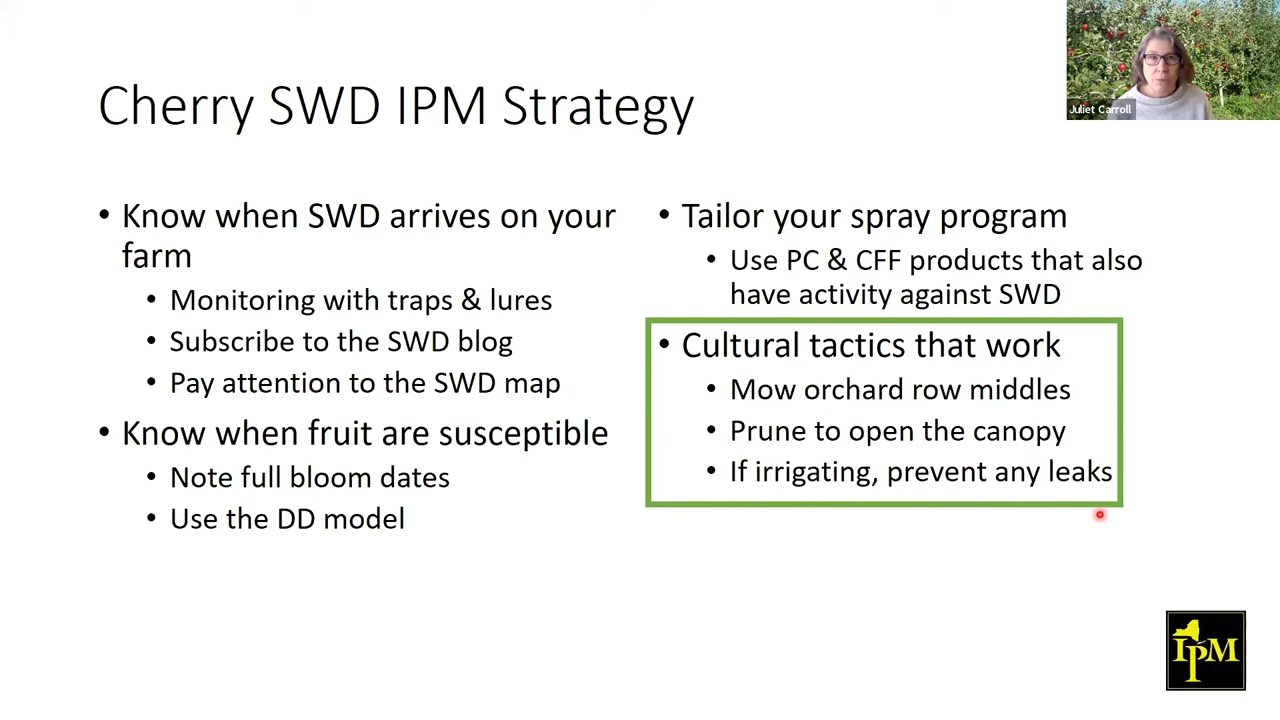 Cherry SWD IPM Strategy
Juliet Carroll
• Know when SWD arrives on your
farm
• Monitoring with traps & lures
• Subscribe to the SWD blog
• Pay attention to the SWD map
• Know when fruit are susceptible
• Note full bloom dates
• Use the DD model
• Tailor your spray program
• Use PC & CFF products that also
have activity against SWD
• Cultural tactics that work
• Mow orchard row middles
• Prune to open the canopy
• If irrigating, prevent any leaks
IPM